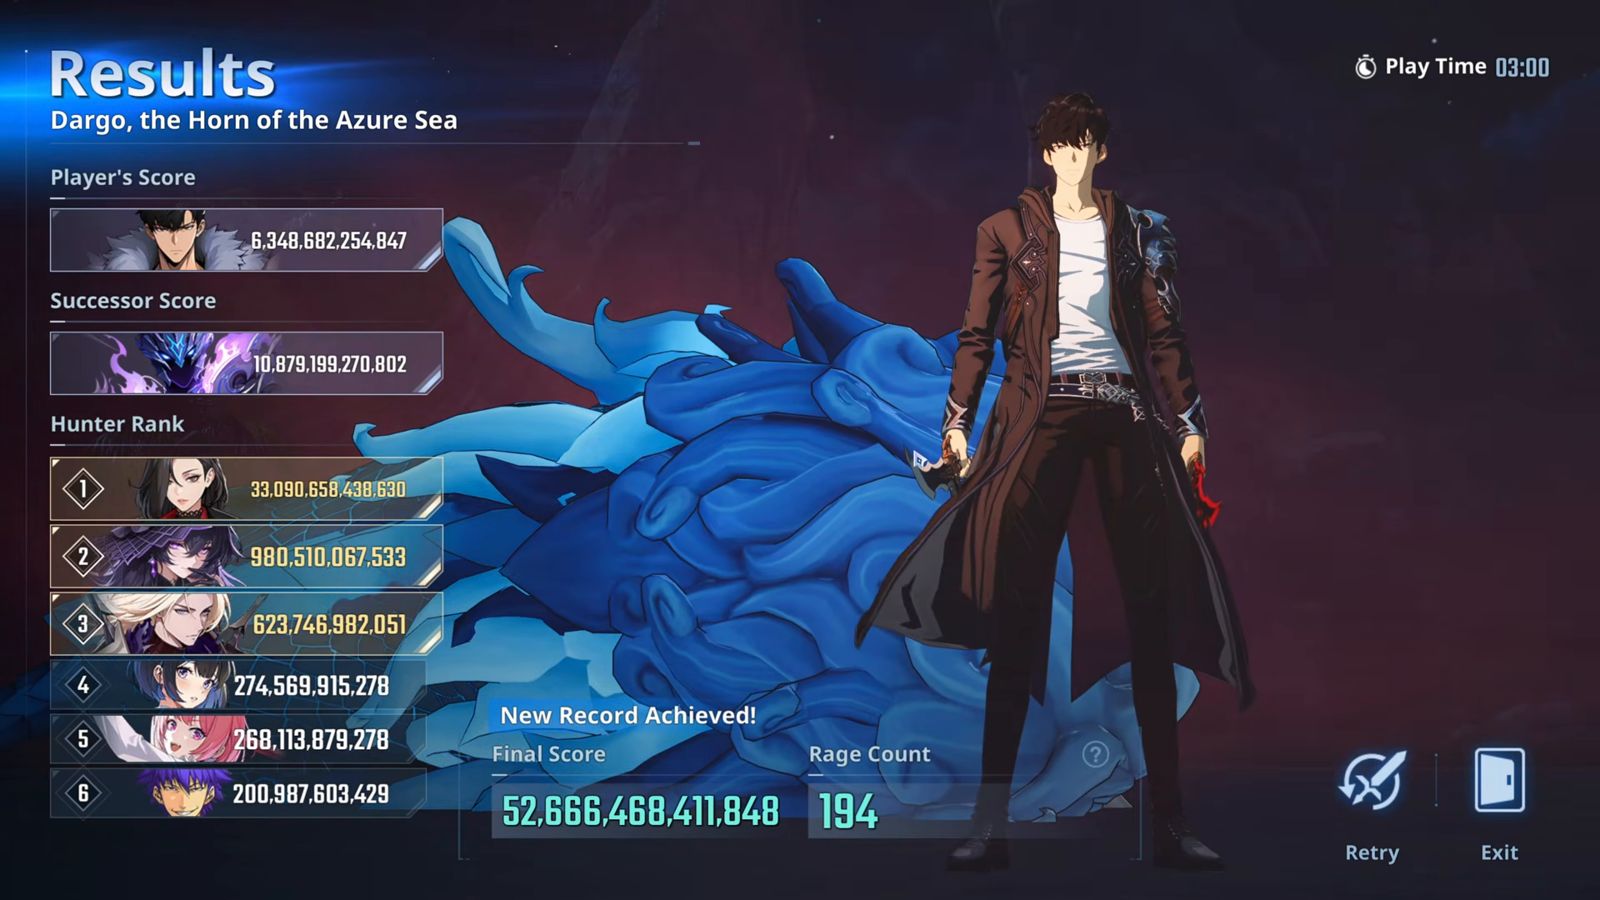 Results
Dargo, the Horn of the Azure Sea
Play Time 03:00
Player's Score
6,348,682,254,847
Successor Score
10,879,199,270,802
Hunter Rank
1 33,090,658,438,630
2 980,510,067,533
3 623,746,982,051
4 274,569,915,278
5 268,113,879,278
6 200,987,603,429
New Record Achieved!
Final Score
52,666,468,411,848
Rage Count ?
194
Retry
Exit